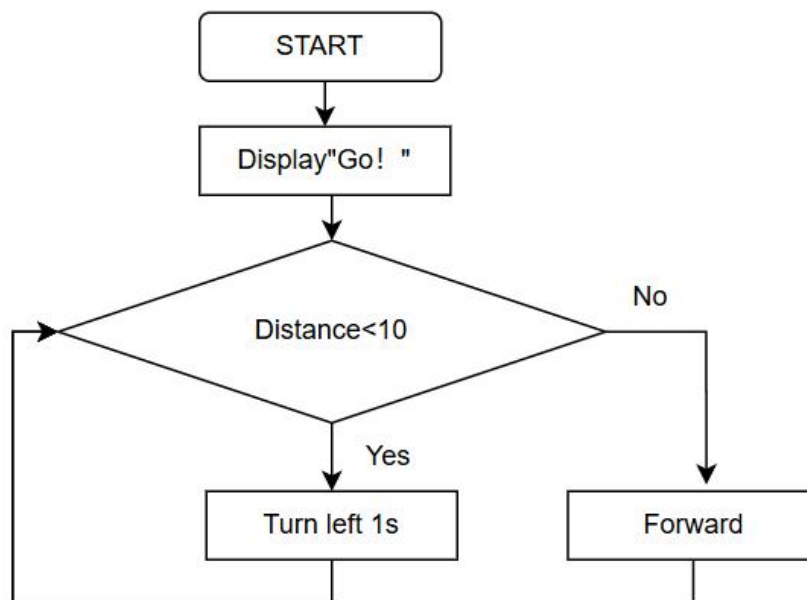 START
Display"Go！"
Distance<10
No
Yes
Turn left 1s
Forward